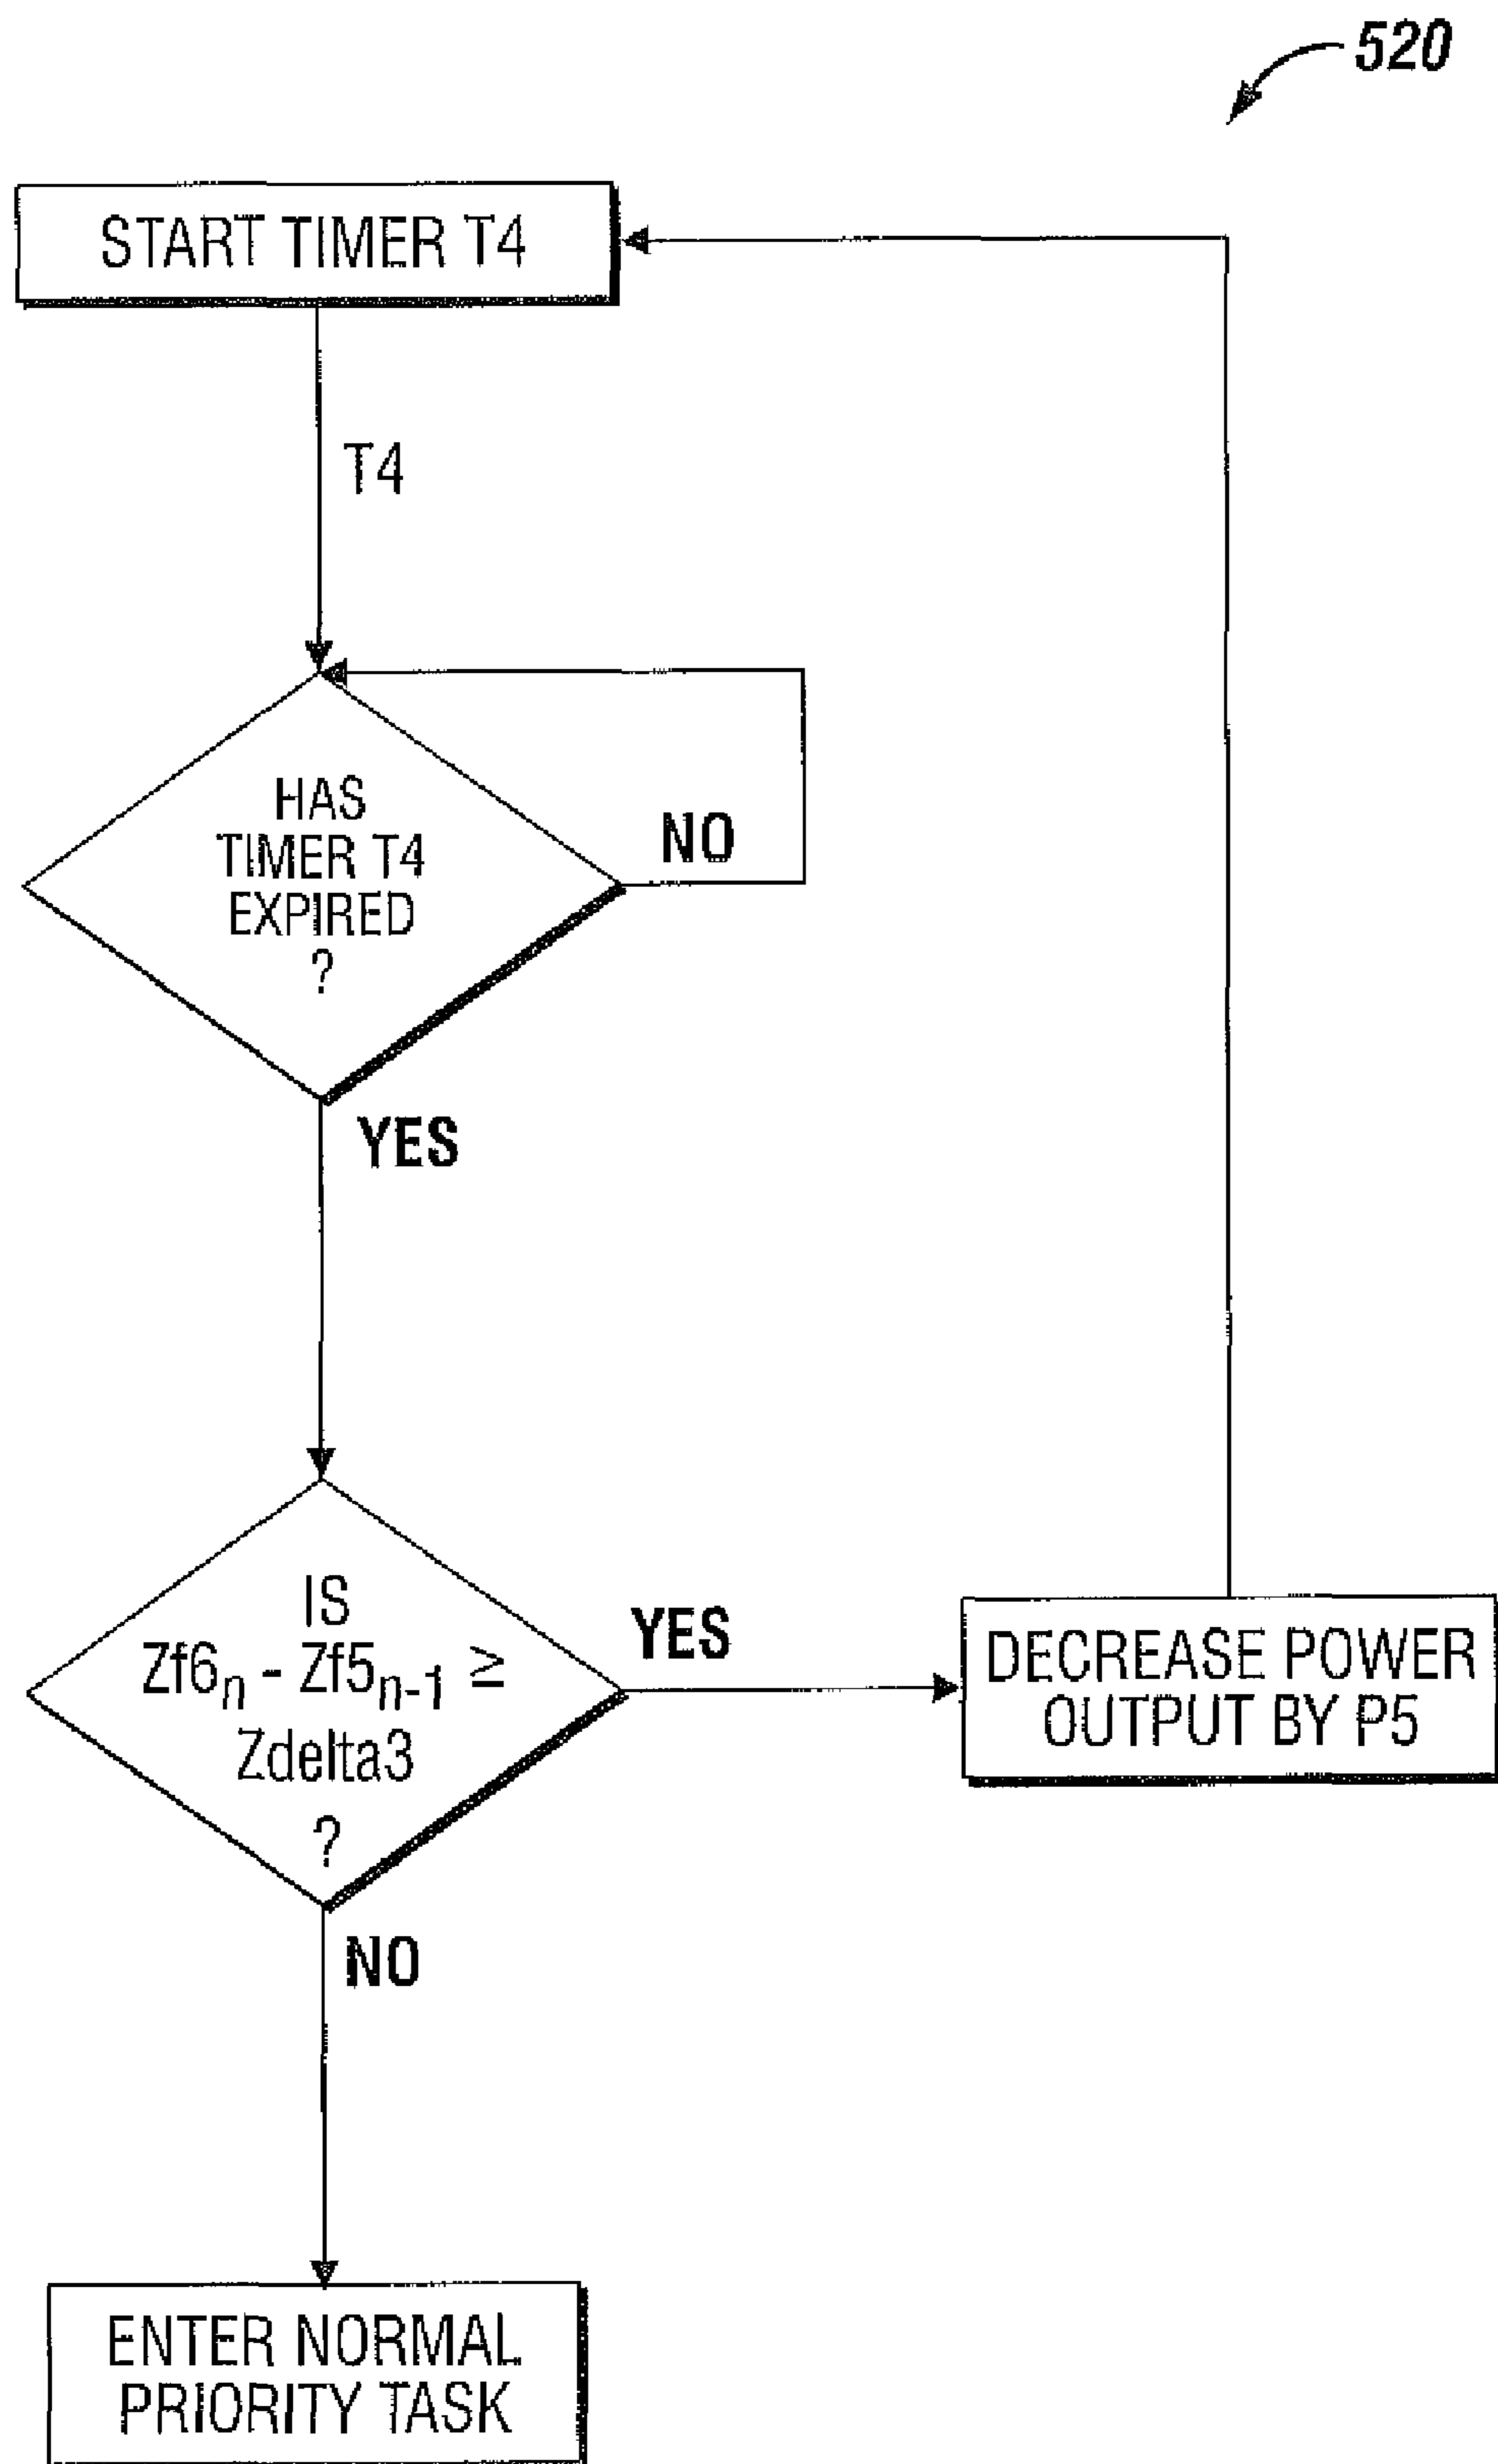 520
START TIMER T4
T4
HAS
TIMER T4
EXPIRED
?
NO
YES
IS
Zf6n - Zf5n-1 ≥
Zdelta3
?
YES
DECREASE POWER
OUTPUT BY P5
NO
ENTER NORMAL
PRIORITY TASK